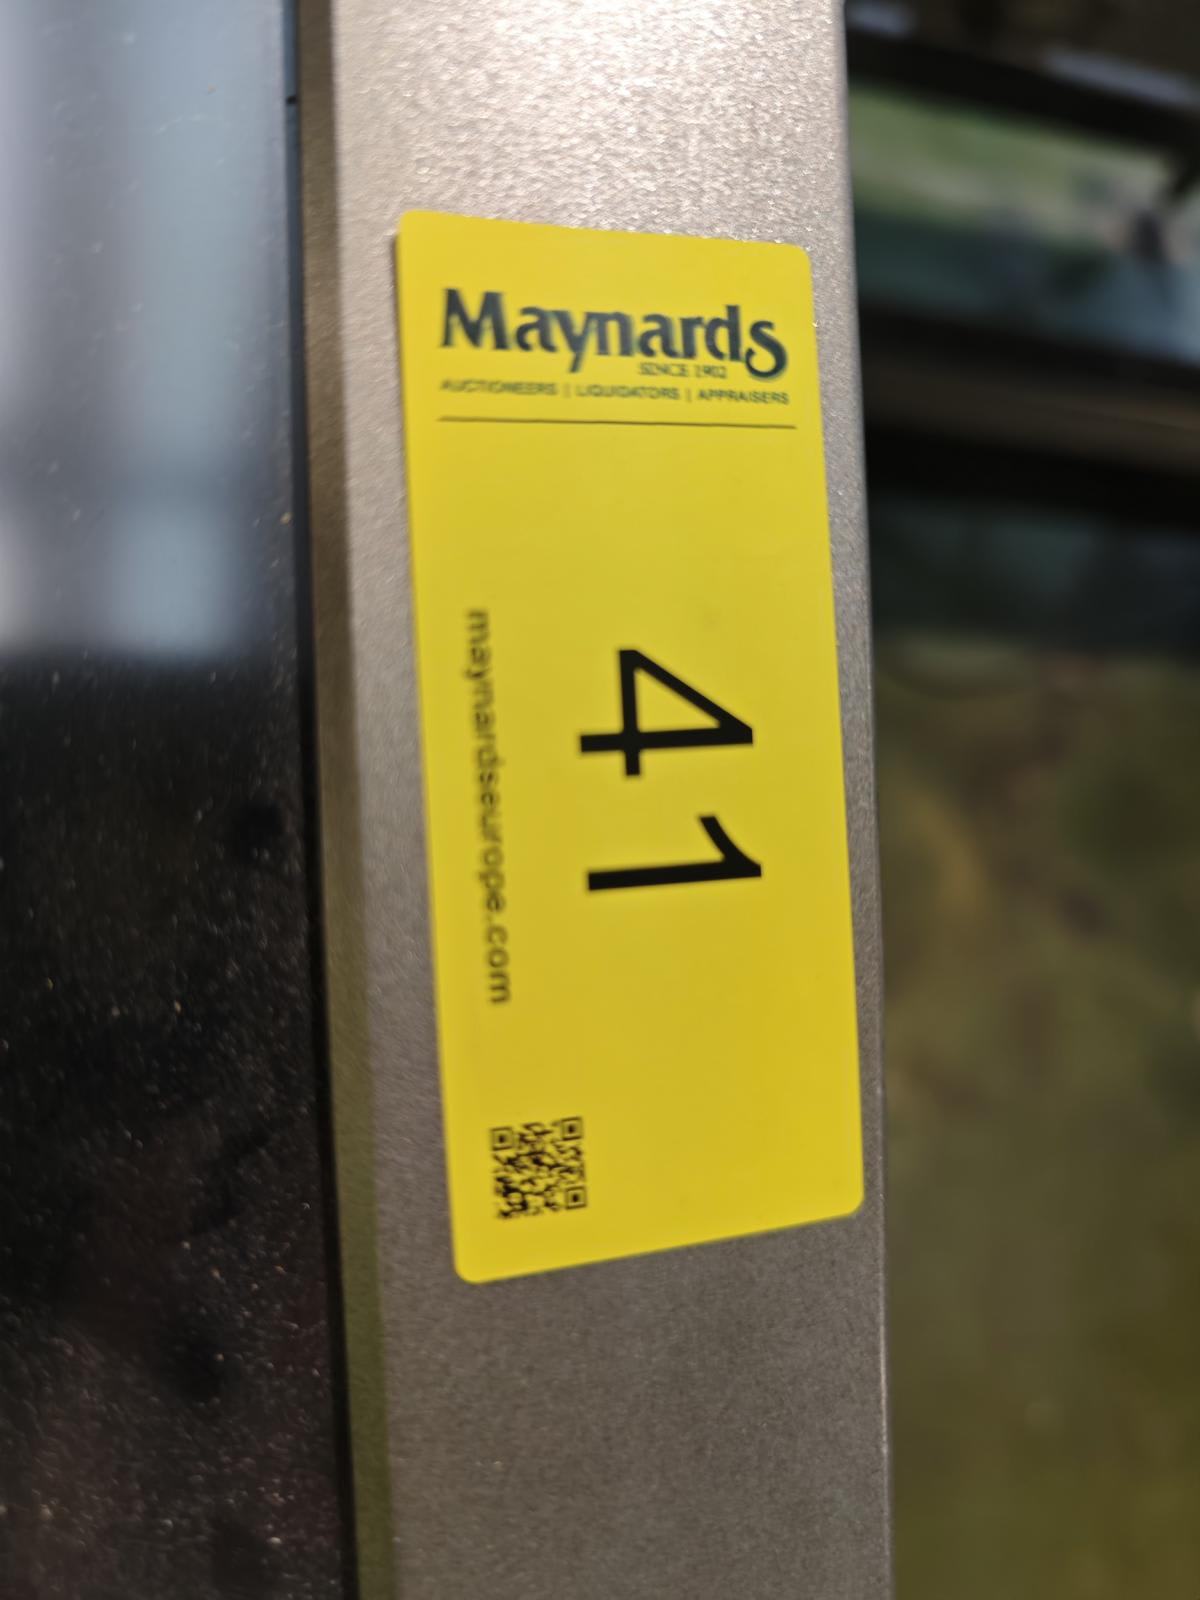 Maynards
SINCE 1902
AUCTIONEERS | LIQUIDATORS | APPRAISERS
41
maynardseurope.com